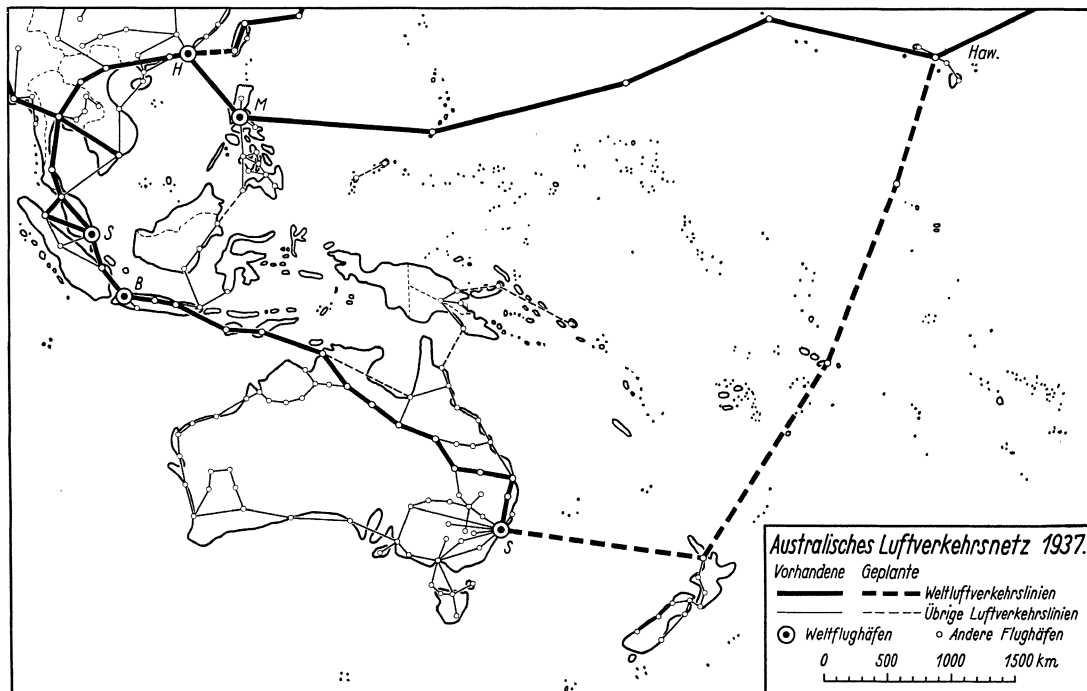 H
Haw.
M
S
B
S
Australisches Luftverkehrsnetz 1937.
Vorhandene Geplante
Weltluftverkehrslinien
Übrige Luftverkehrslinien
Weltflughäfen Andere Flughäfen
0 500 1000 1500 km.